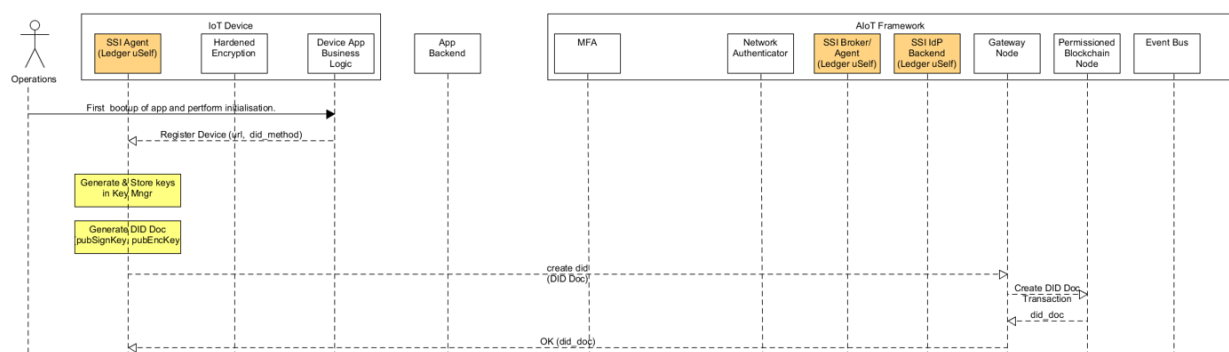 IoT Device
AIoT Framework
SSI Agent
(Ledger uSelf)
Hardened
Encryption
Device App
Business
Logic
App
Backend
MFA
Network
Authenticator
SSI Broker/
Agent
(Ledger uSelf)
SSI IdP
Backend
(Ledger uSelf)
Gateway
Node
Permissioned
Blockchain
Node
Event Bus
Operations
First bootup of app and pertform initialisation.
Register Device (url, did_method)
Generate & Store keys
in Key Mngr
Generate DID Doc
pubSignKey, pubEncKey
create did
(DID Doc)
Create DID Doc
Transaction
did_doc
OK (did_doc)